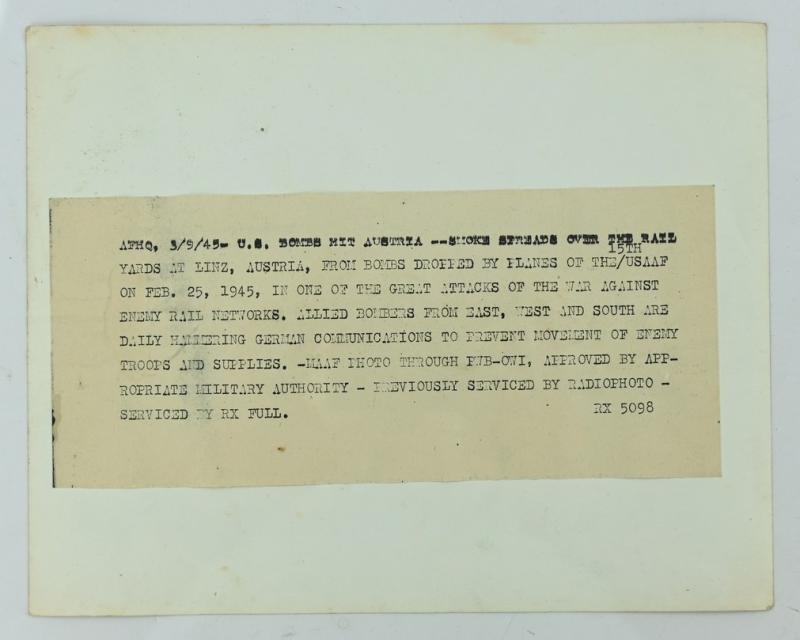 AFHQ, 3/9/45- U.S. BOMBS HIT AUSTRIA --SMOKE SPREADS OVER THE RAIL
YARDS AT LINZ, AUSTRIA, FROM BOMBS DROPPED BY PLANES OF THE/15TH USAAF
ON FEB. 25, 1945, IN ONE OF THE GREAT ATTACKS OF THE WAR AGAINST
ENEMY RAIL NETWORKS. ALLIED BOMBERS FROM EAST, WEST AND SOUTH ARE
DAILY HAMMERING GERMAN COMMUNICATIONS TO PREVENT MOVEMENT OF ENEMY
TROOPS AND SUPPLIES. -MAAF PHOTO THROUGH PWB-OWI, APPROVED BY APP-
ROPRIATE MILITARY AUTHORITY - PREVIOUSLY SERVICED BY RADIOPHOTO -
SERVICED BY RX FULL. RX 5098